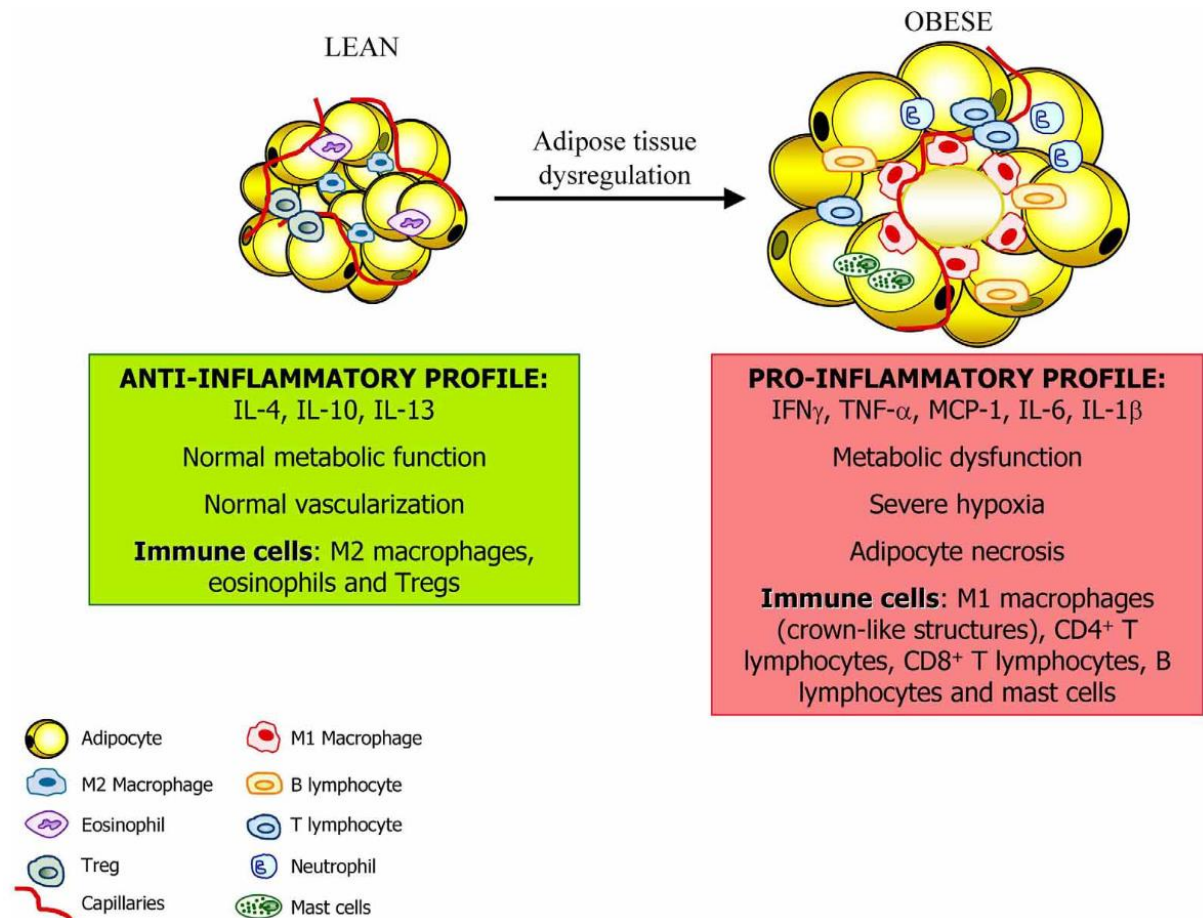 LEAN
OBESE
Adipose tissue
dysregulation
ANTI-INFLAMMATORY PROFILE:
IL-4, IL-10, IL-13
Normal metabolic function
Normal vascularization
Immune cells: M2 macrophages,
eosinophils and Tregs
PRO-INFLAMMATORY PROFILE:
IFNγ, TNF-α, MCP-1, IL-6, IL-1β
Metabolic dysfunction
Severe hypoxia
Adipocyte necrosis
Immune cells: M1 macrophages
(crown-like structures), CD4⁺ T
lymphocytes, CD8⁺ T lymphocytes, B
lymphocytes and mast cells
Adipocyte
M2 Macrophage
Eosinophil
Treg
Capillaries
M1 Macrophage
B lymphocyte
T lymphocyte
Neutrophil
Mast cells